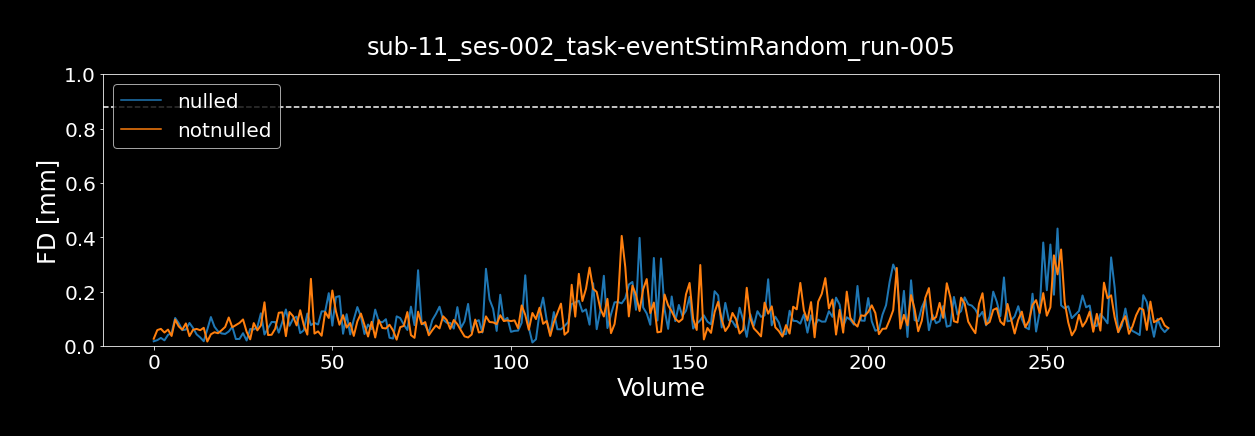 sub-11_ses-002_task-eventStimRandom_run-005
1.0
0.8
0.6
0.4
0.2
0.0
FD [mm]
nulled
notnulled
0 50 100 150 200 250
Volume